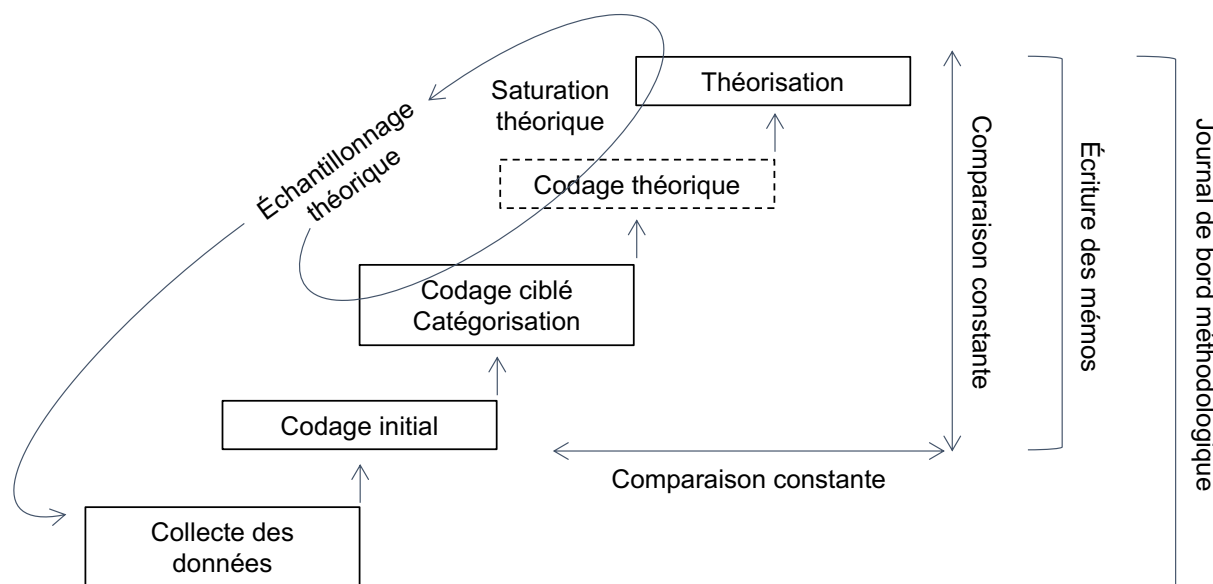 Théorisation
Saturation
théorique
Échantillonnage
théorique
Codage théorique
Codage ciblé
Catégorisation
Codage initial
Comparaison constante
Collecte des
données
Comparaison constante
Écriture des mémos
Journal de bord méthodologique